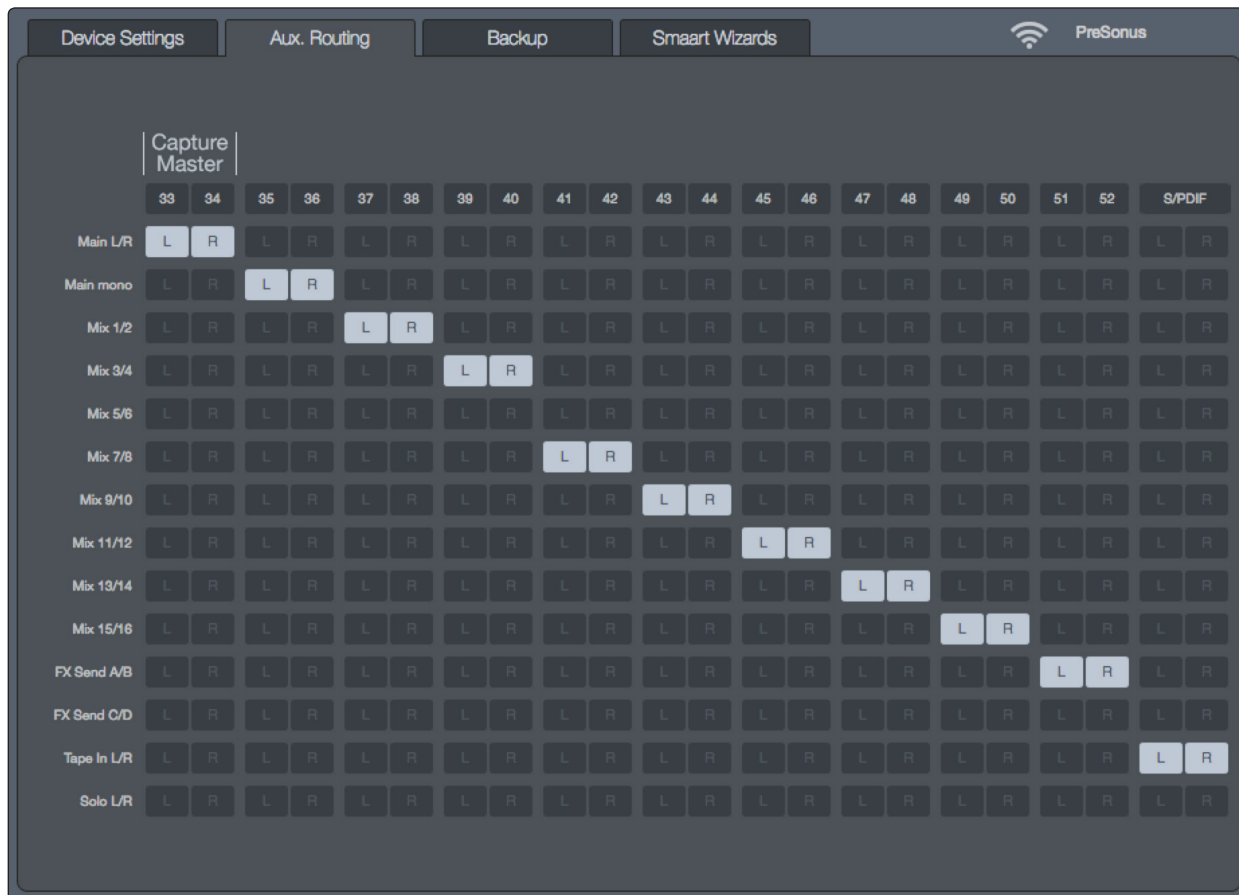 Device Settings Aux. Routing Backup Smaart Wizards PreSonus
Capture
Master
33 34 35 36 37 38 39 40 41 42 43 44 45 46 47 48 49 50 51 52 S/PDIF
Main L/R L R L R L R L R L R L R L R L R L R L R L R
Main mono L R L R L R L R L R L R L R L R L R L R L R
Mix 1/2 L R L R L R L R L R L R L R L R L R L R L R
Mix 3/4 L R L R L R L R L R L R L R L R L R L R L R
Mix 5/6 L R L R L R L R L R L R L R L R L R L R L R
Mix 7/8 L R L R L R L R L R L R L R L R L R L R L R
Mix 9/10 L R L R L R L R L R L R L R L R L R L R L R
Mix 11/12 L R L R L R L R L R L R L R L R L R L R L R
Mix 13/14 L R L R L R L R L R L R L R L R L R L R L R
Mix 15/16 L R L R L R L R L R L R L R L R L R L R L R
FX Send A/B L R L R L R L R L R L R L R L R L R L R L R
FX Send C/D L R L R L R L R L R L R L R L R L R L R L R
Tape In L/R L R L R L R L R L R L R L R L R L R L R L R
Solo L/R L R L R L R L R L R L R L R L R L R L R L R